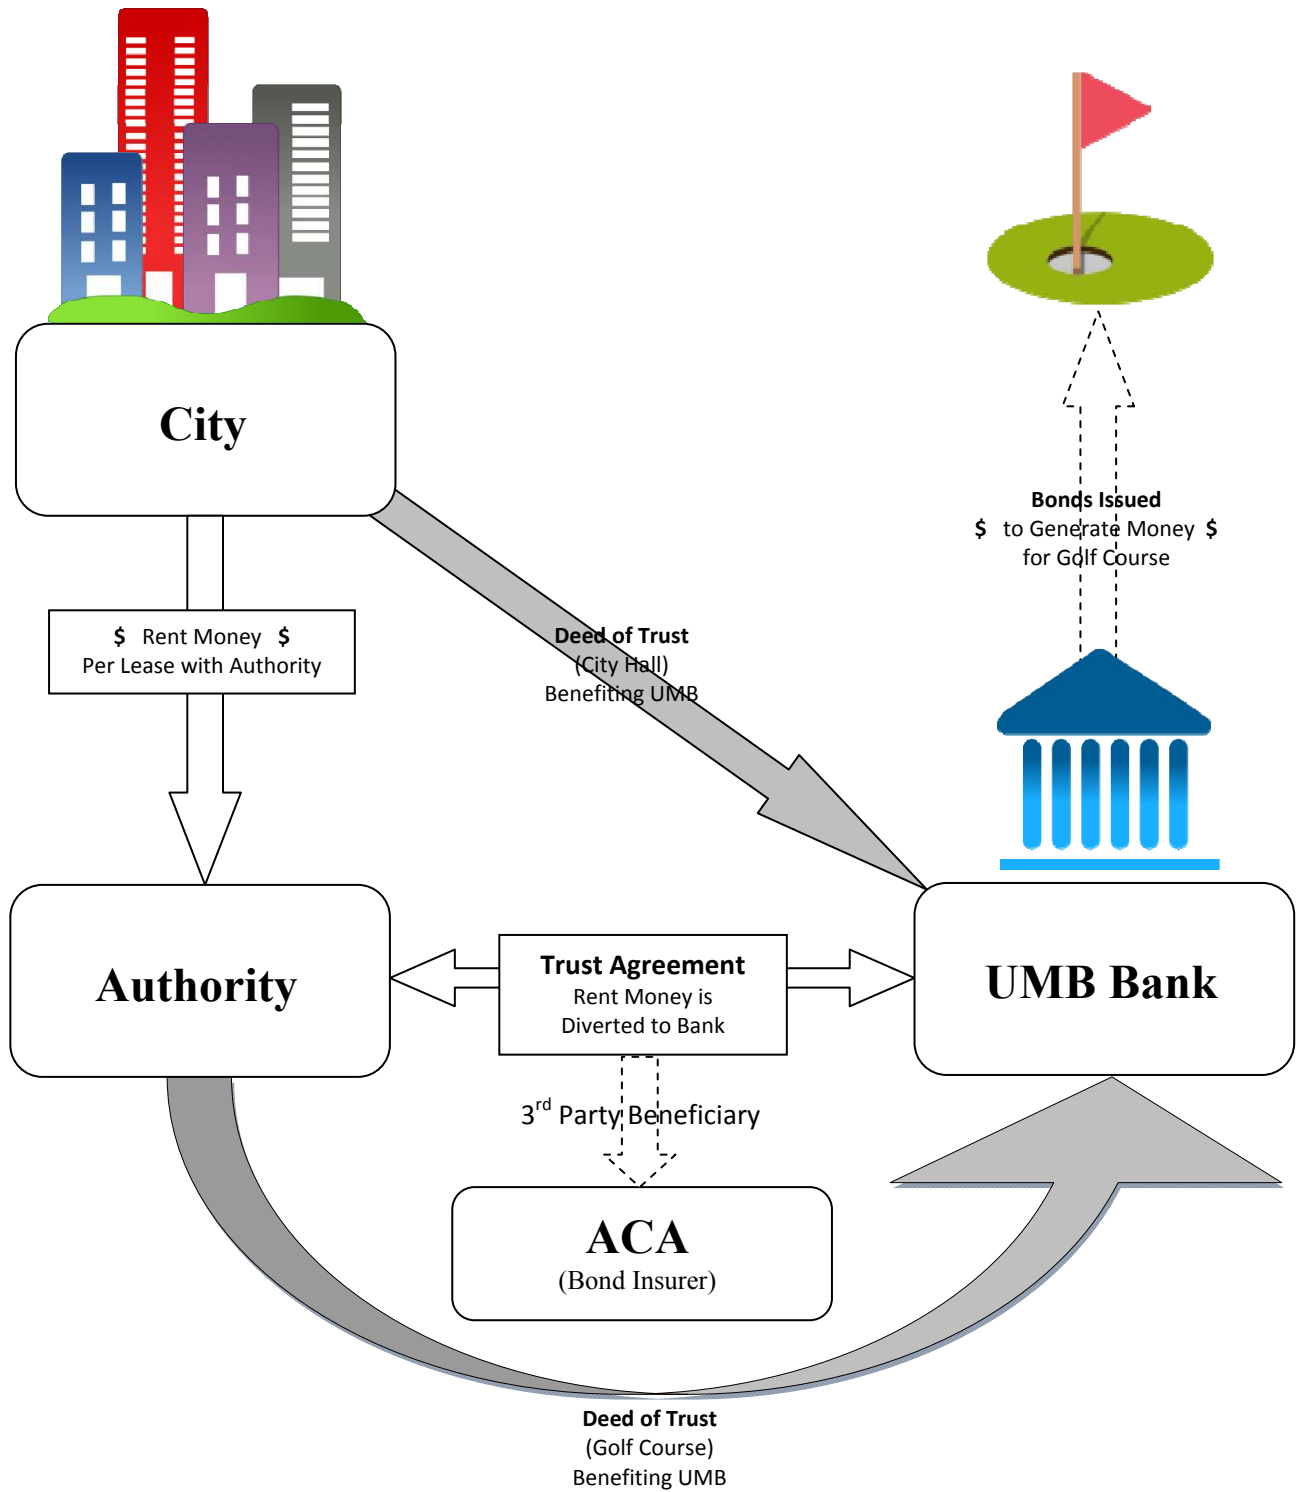 City
Bonds Issued
$ to Generate Money $
for Golf Course
$ Rent Money $
Per Lease with Authority
Deed of Trust
(City Hall)
Benefiting UMB
Authority
Trust Agreement
Rent Money is
Diverted to Bank
UMB Bank
3rd Party Beneficiary
ACA
(Bond Insurer)
Deed of Trust
(Golf Course)
Benefiting UMB